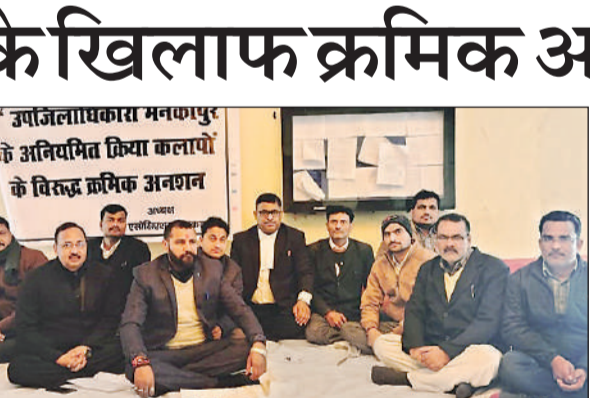 के खिलाफ क्रमिक अ
उपजिलाधिकारी मनकापुर
के अनियमित क्रिया कलापों
के विरुद्ध क्रमिक अनशन
अध्यक्ष